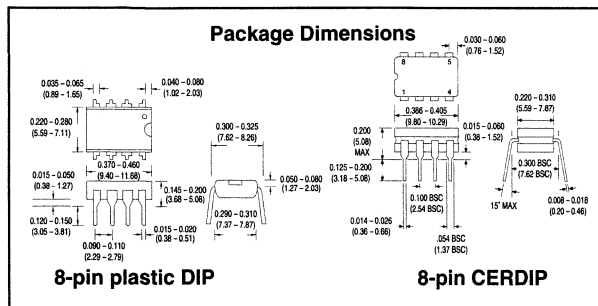 Package Dimensions
0.035 – 0.065
(0.89 – 1.65)
0.040 – 0.080
(1.02 – 2.03)
0.220 – 0.280
(5.59 – 7.11)
0.370 – 0.460
(9.40 – 11.68)
0.015 – 0.050
(0.38 – 1.27)
0.145 – 0.200
(3.68 – 5.08)
0.120 – 0.150
(3.05 – 3.81)
0.015 – 0.020
(0.38 – 0.51)
0.090 – 0.110
(2.29 – 2.79)
0.300 – 0.325
(7.62 – 8.26)
0.050 – 0.080
(1.27 – 2.03)
0.290 – 0.310
(7.37 – 7.87)
8-pin plastic DIP
0.030 – 0.060
(0.76 – 1.52)
8 5
1 4
0.386 – 0.405
(9.80 – 10.29)
0.200
(5.08)
MAX
0.015 – 0.060
(0.38 – 1.52)
0.125 – 0.200
(3.18 – 5.08)
0.100 BSC
(2.54 BSC)
0.014 – 0.026
(0.36 – 0.66)
.054 BSC
(1.37 BSC)
0.220 – 0.310
(5.59 – 7.87)
0.300 BSC
(7.62 BSC)
15° MAX
0.008 – 0.018
(0.20 – 0.46)
8-pin CERDIP